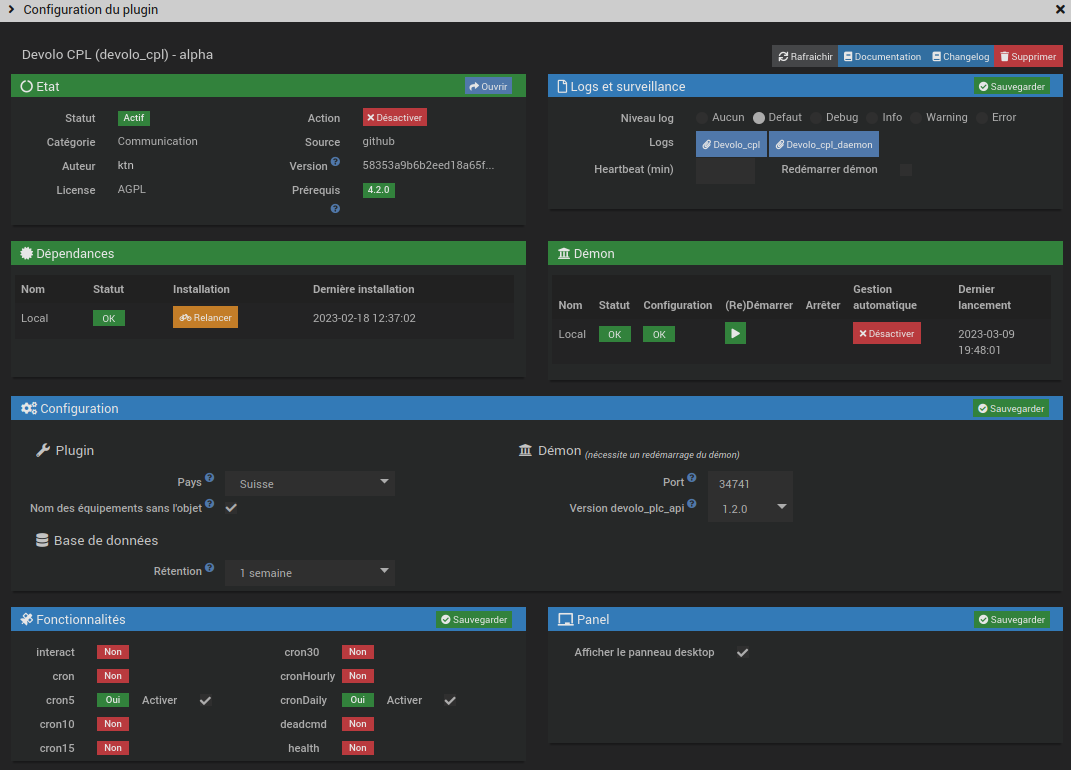 Configuration du plugin
Devolo CPL (devolo_cpl) - alpha
Rafraichir Documentation Changelog Supprimer
Etat Ouvrir
Statut Actif Action Désactiver
Catégorie Communication Source github
Auteur ktn Version 58353a9b6b2eed18a65f...
License AGPL Prérequis 4.2.0
Logs et surveillance Sauvegarder
Niveau log Aucun Defaut Debug Info Warning Error
Logs Devolo_cpl Devolo_cpl_daemon
Heartbeat (min) Redémarrer démon
Dépendances
Nom Statut Installation Dernière installation
Local OK Relancer 2023-02-18 12:37:02
Démon
Nom Statut Configuration (Re)Démarrer Arrêter Gestion automatique Dernier lancement
Local OK OK Désactiver 2023-03-09 19:48:01
Configuration Sauvegarder
Plugin
Pays Suisse
Nom des équipements sans l'objet
Base de données
Rétention 1 semaine
Démon (nécessite un redémarrage du démon)
Port 34741
Version devolo_plc_api 1.2.0
Fonctionnalités Sauvegarder
interact Non cron30 Non
cron Non cronHourly Non
cron5 Oui Activer cronDaily Oui Activer
cron10 Non deadcmd Non
cron15 Non health Non
Panel Sauvegarder
Afficher le panneau desktop